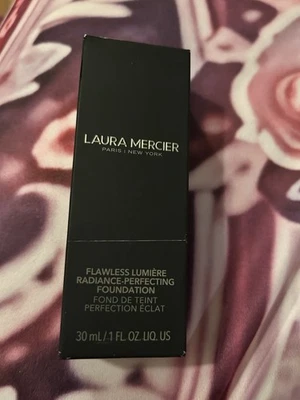 LAURA MERCIER
PARIS | NEW YORK
FLAWLESS LUMIÈRE
RADIANCE-PERFECTING
FOUNDATION
FOND DE TEINT
PERFECTION ÉCLAT
30 mL / 1 FL. OZ. LIQ. US